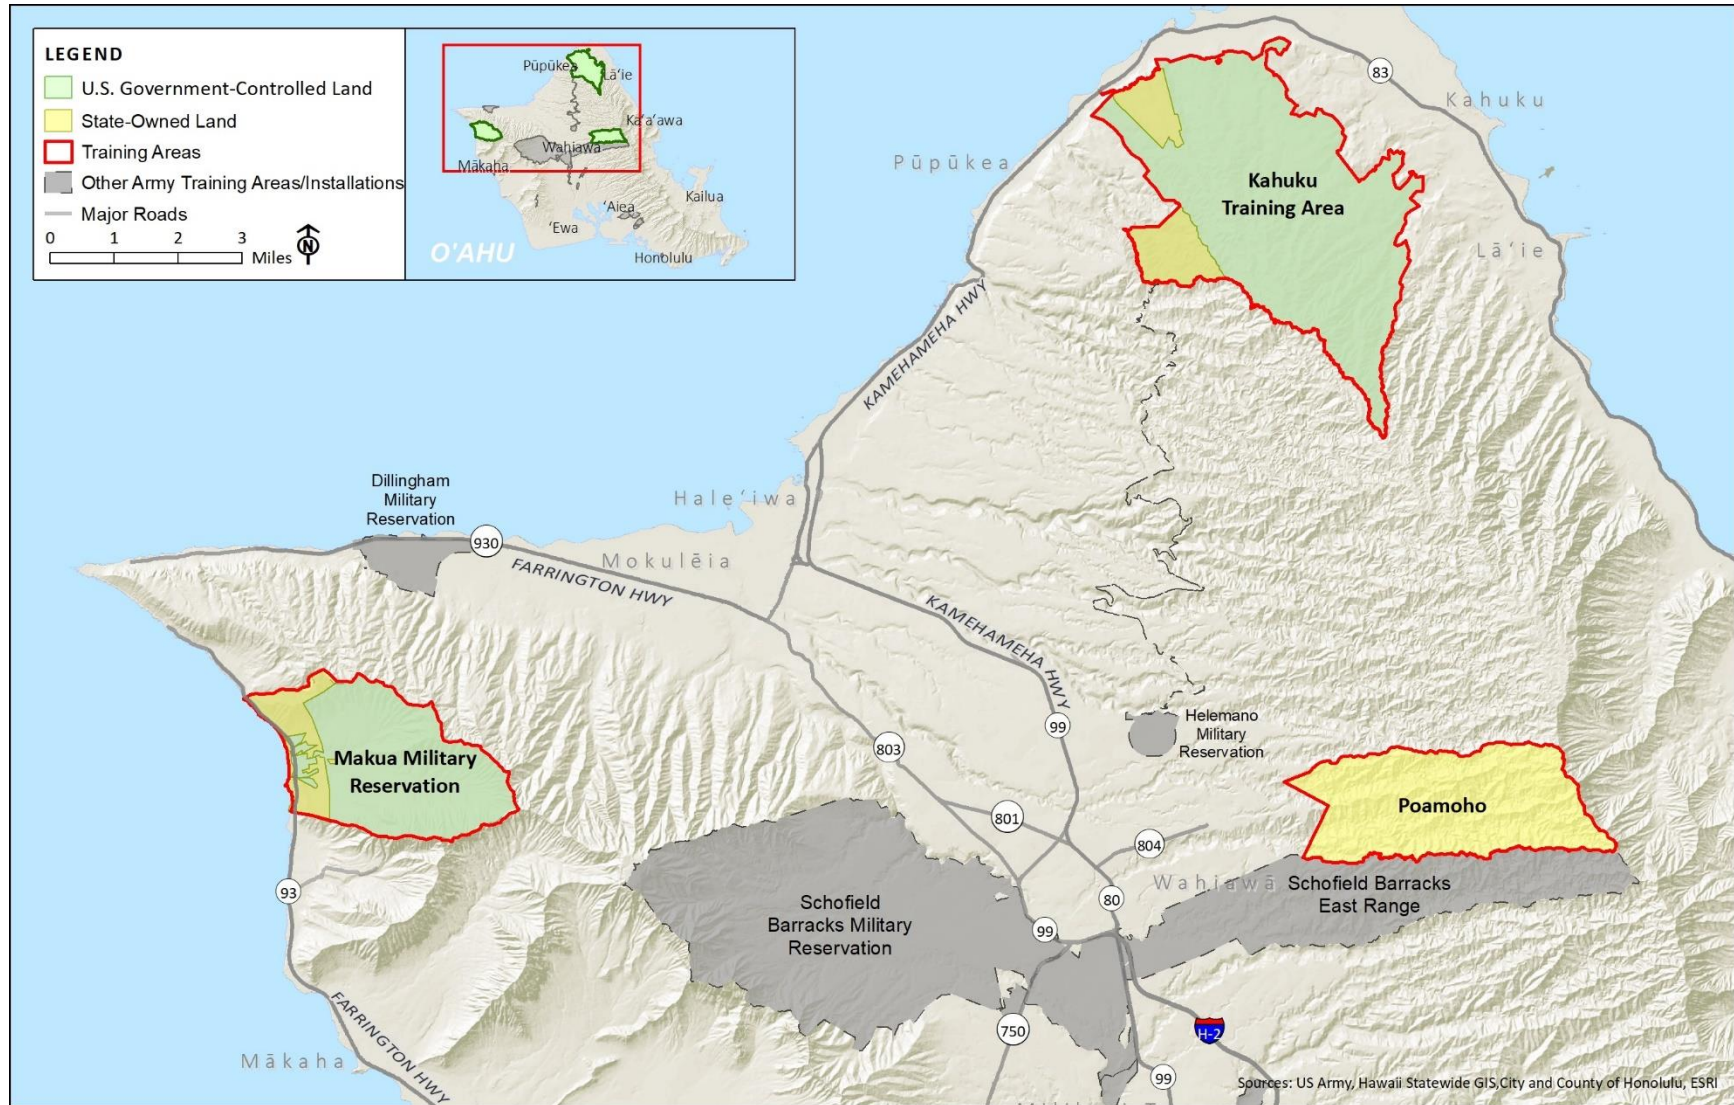 LEGEND
U.S. Government-Controlled Land
State-Owned Land
Training Areas
Other Army Training Areas/Installations
Major Roads
0 1 2 3
Miles
N
Pūpūkea
Lā‘ie
Ka‘a‘awa
Wahiawa
Mākaha
Kailua
‘Aiea
‘Ewa
Honolulu
O'AHU
83
Kahuku
Pūpūkea
Kahuku
Training Area
Lā‘ie
KAMEHAMEHA HWY
Dillingham
Military
Reservation
Hale‘iwa
930
Mokulēia
FARRINGTON HWY
KAMEHAMEHA HWY
99
Helemano
Military
Reservation
803
Makua Military
Reservation
Poamoho
801
804
93
80
Wahiawā
Schofield Barracks
East Range
Schofield
Barracks Military
Reservation
99
750
H-2
FARRINGTON HWY
Mākaha
99
Sources: US Army, Hawaii Statewide GIS,City and County of Honolulu, ESRI